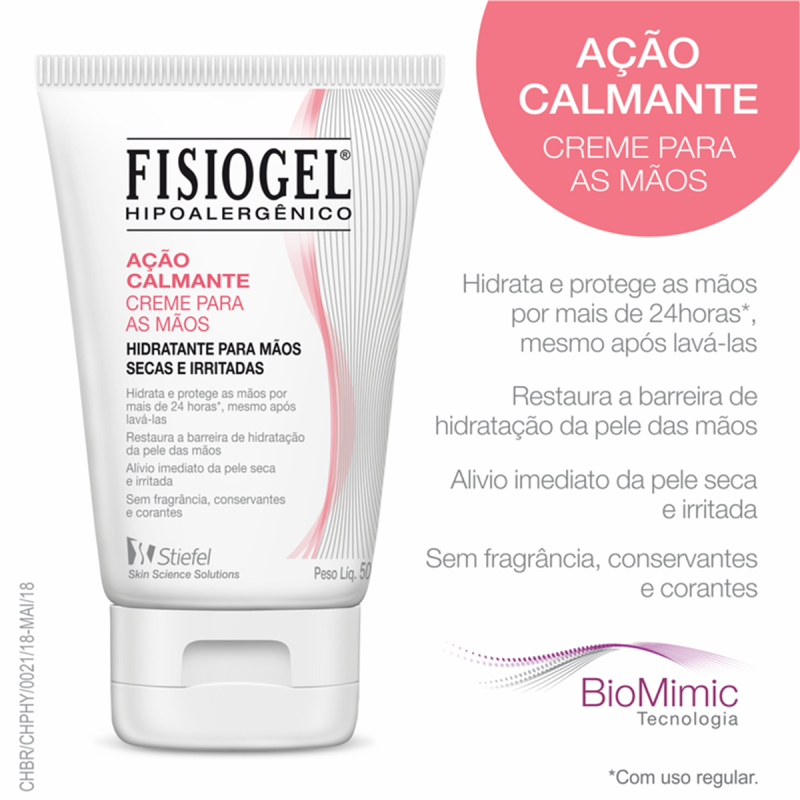 FISIOGEL®
HIPOALERGÊNICO
AÇÃO
CALMANTE
CREME PARA
AS MÃOS
HIDRATANTE PARA MÃOS
SECAS E IRRITADAS
Hidrata e protege as mãos por
mais de 24 horas*, mesmo após
lavá-las
Restaura a barreira de hidratação
da pele das mãos
Alívio imediato da pele seca
e irritada
Sem fragrância, conservantes
e corantes
Stiefel
Skin Science Solutions
Peso Líq. 50
CHBR/CHPHY/0021/18-MAI/18
AÇÃO
CALMANTE
CREME PARA
AS MÃOS
Hidrata e protege as mãos
por mais de 24horas*,
mesmo após lavá-las
Restaura a barreira de
hidratação da pele das mãos
Alivio imediato da pele seca
e irritada
Sem fragrância, conservantes
e corantes
BioMimic
Tecnologia
*Com uso regular.